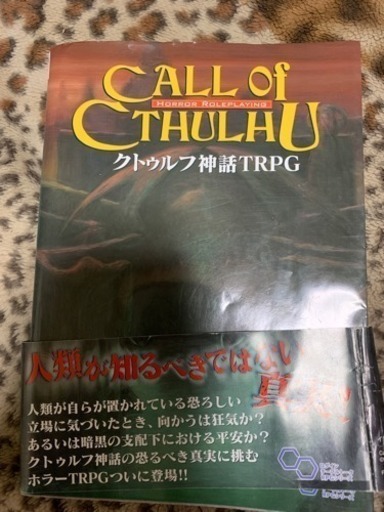 CALL of
HORROR ROLEPLAYING
CTHULHU
クトゥルフ神話TRPG
人類が知るべきではない
真実!
人類が自らが置かれている恐ろしい
立場に気づいたとき、向かうは狂気か?
あるいは暗黒の支配下における平安か?
クトゥルフ神話の恐るべき真実に挑む
ホラーTRPGついに登場!!